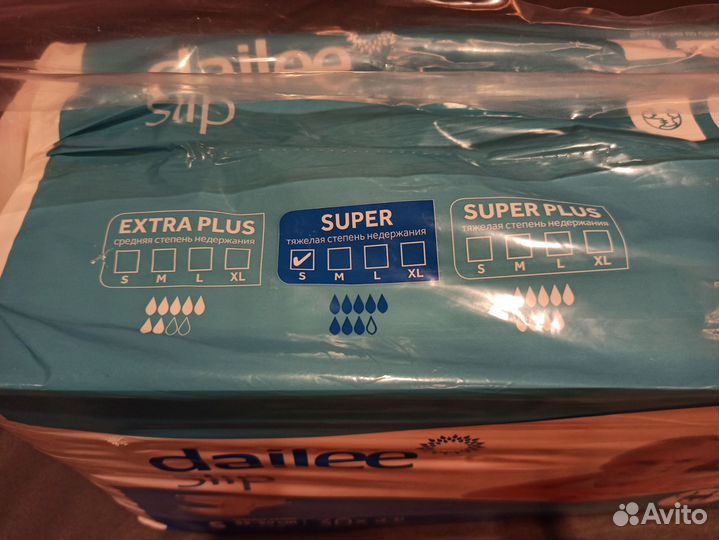 dailee
slip
EXTRA PLUS
средняя степень недержания
S M L XL
SUPER
тяжелая степень недержания
S M L XL
SUPER PLUS
тяжелая степень недержания
S M L XL
dailee
slip
Avito